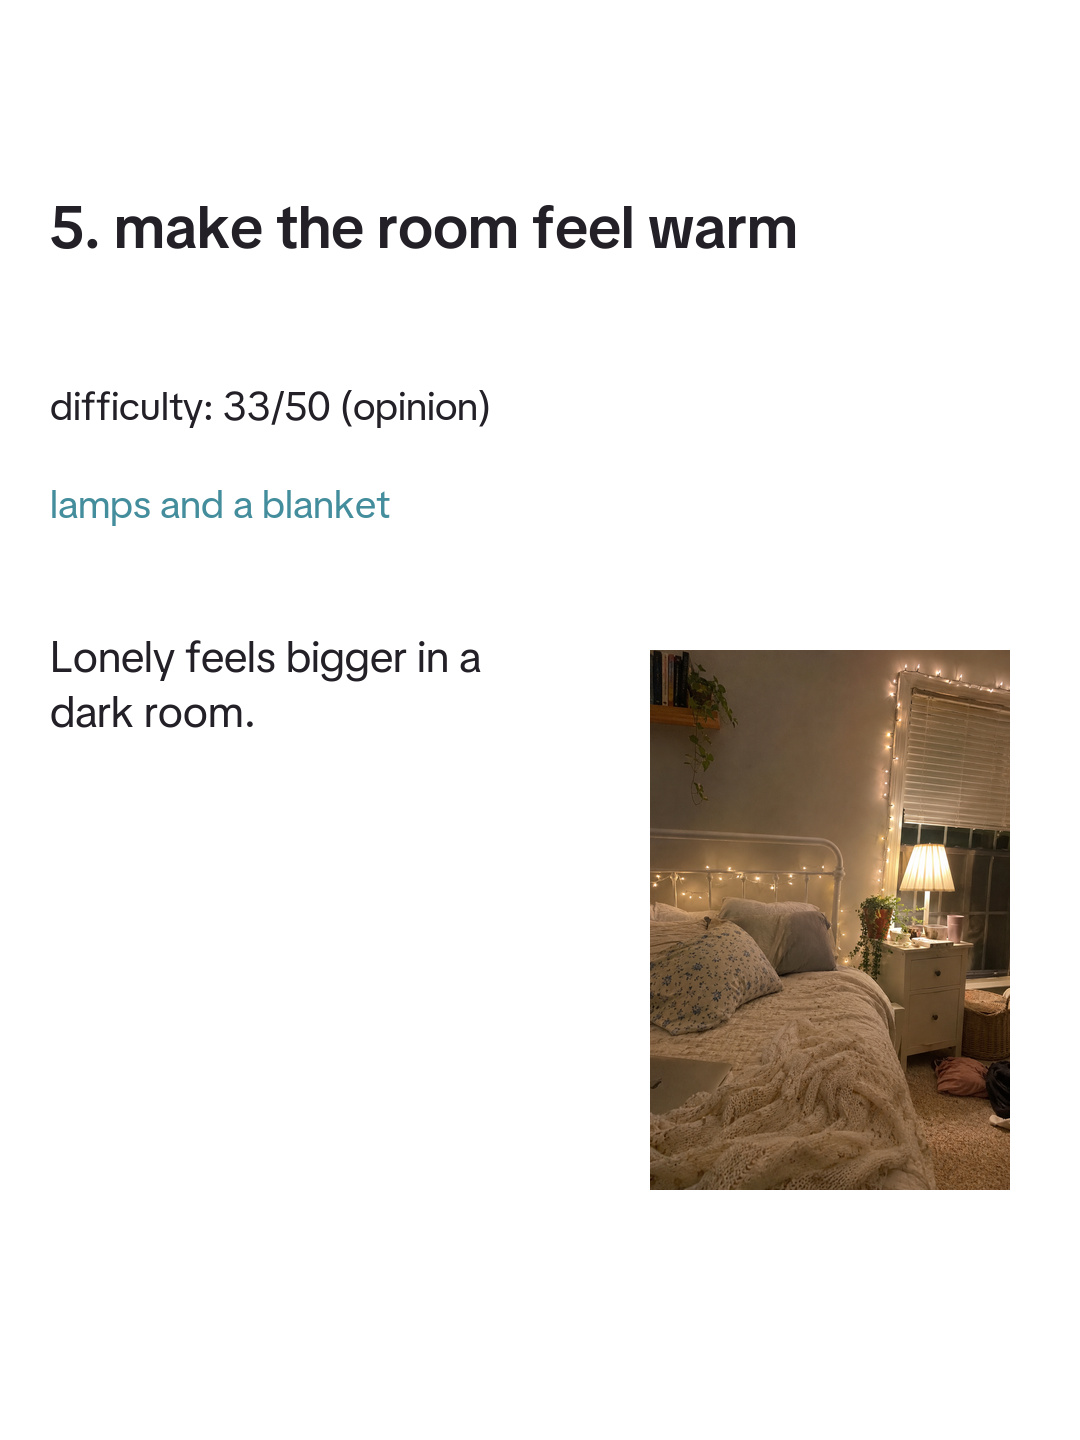 5. make the room feel warm
difficulty: 33/50 (opinion)
lamps and a blanket
Lonely feels bigger in a
dark room.